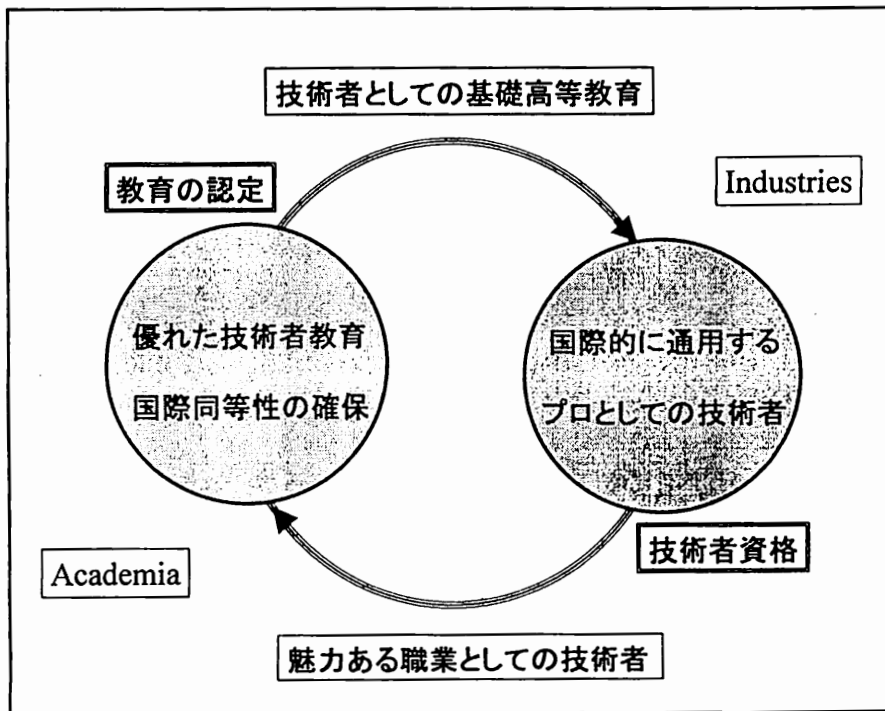 技術者としての基礎高等教育
教育の認定
Industries
優れた技術者教育
国際同等性の確保
国際的に通用する
プロとしての技術者
Academia
技術者資格
魅力ある職業としての技術者